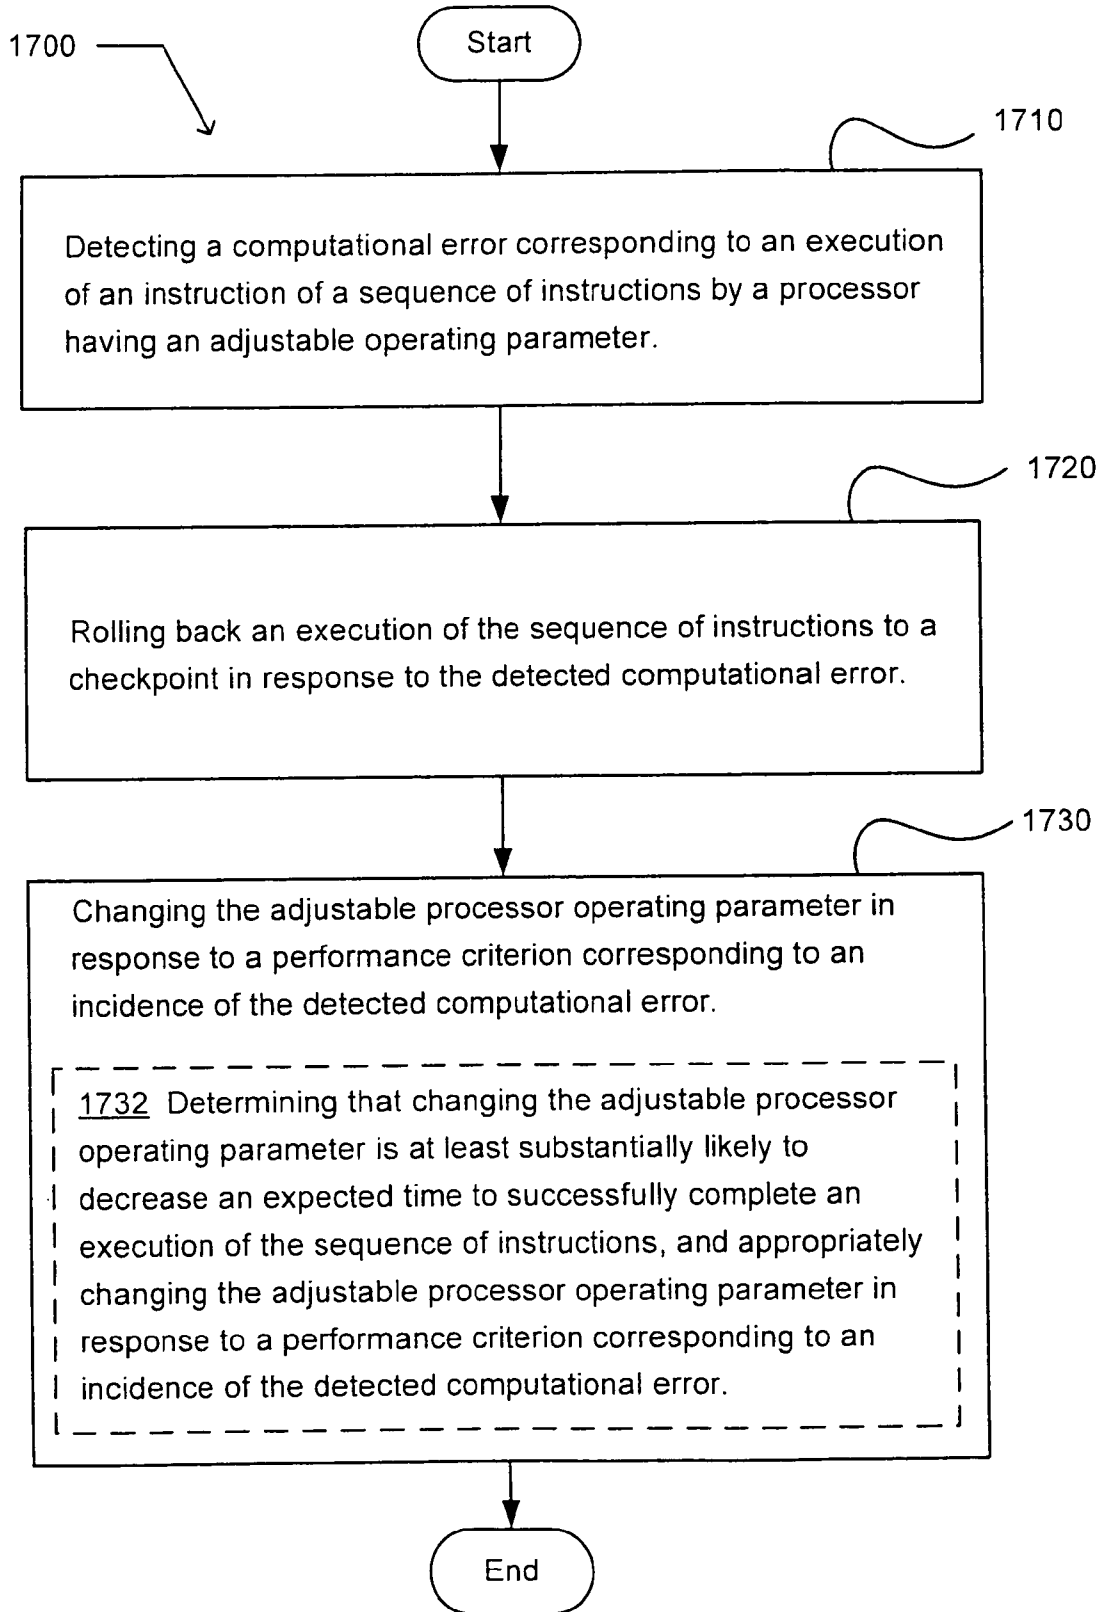 1700
Start
1710
Detecting a computational error corresponding to an execution
of an instruction of a sequence of instructions by a processor
having an adjustable operating parameter.
1720
Rolling back an execution of the sequence of instructions to a
checkpoint in response to the detected computational error.
1730
Changing the adjustable processor operating parameter in
response to a performance criterion corresponding to an
incidence of the detected computational error.
1732 Determining that changing the adjustable processor
operating parameter is at least substantially likely to
decrease an expected time to successfully complete an
execution of the sequence of instructions, and appropriately
changing the adjustable processor operating parameter in
response to a performance criterion corresponding to an
incidence of the detected computational error.
End